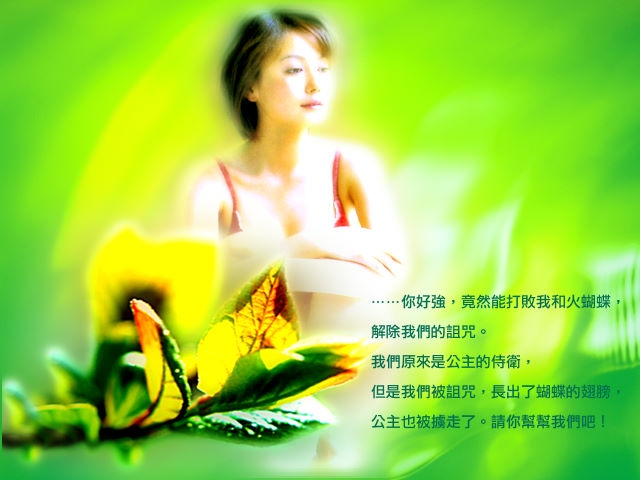 ……你好強，竟然能打敗我和火蝴蝶，
解除我們的詛咒。
我們原來是公主的侍衛，
但是我們被詛咒，長出了蝴蝶的翅膀，
公主也被擄走了。請你幫幫我們吧！